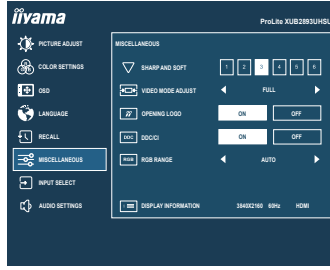 iiyama
ProLite XUB2893UHSU
PICTURE ADJUST
COLOR SETTINGS
OSD
LANGUAGE
RECALL
MISCELLANEOUS
INPUT SELECT
AUDIO SETTINGS
MISCELLANEOUS
SHARP AND SOFT 1 2 3 4 5 6
VIDEO MODE ADJUST FULL
OPENING LOGO ON OFF
DDC DDC/CI ON OFF
RGB RGB RANGE AUTO
DISPLAY INFORMATION 3840X2160 60Hz HDMI